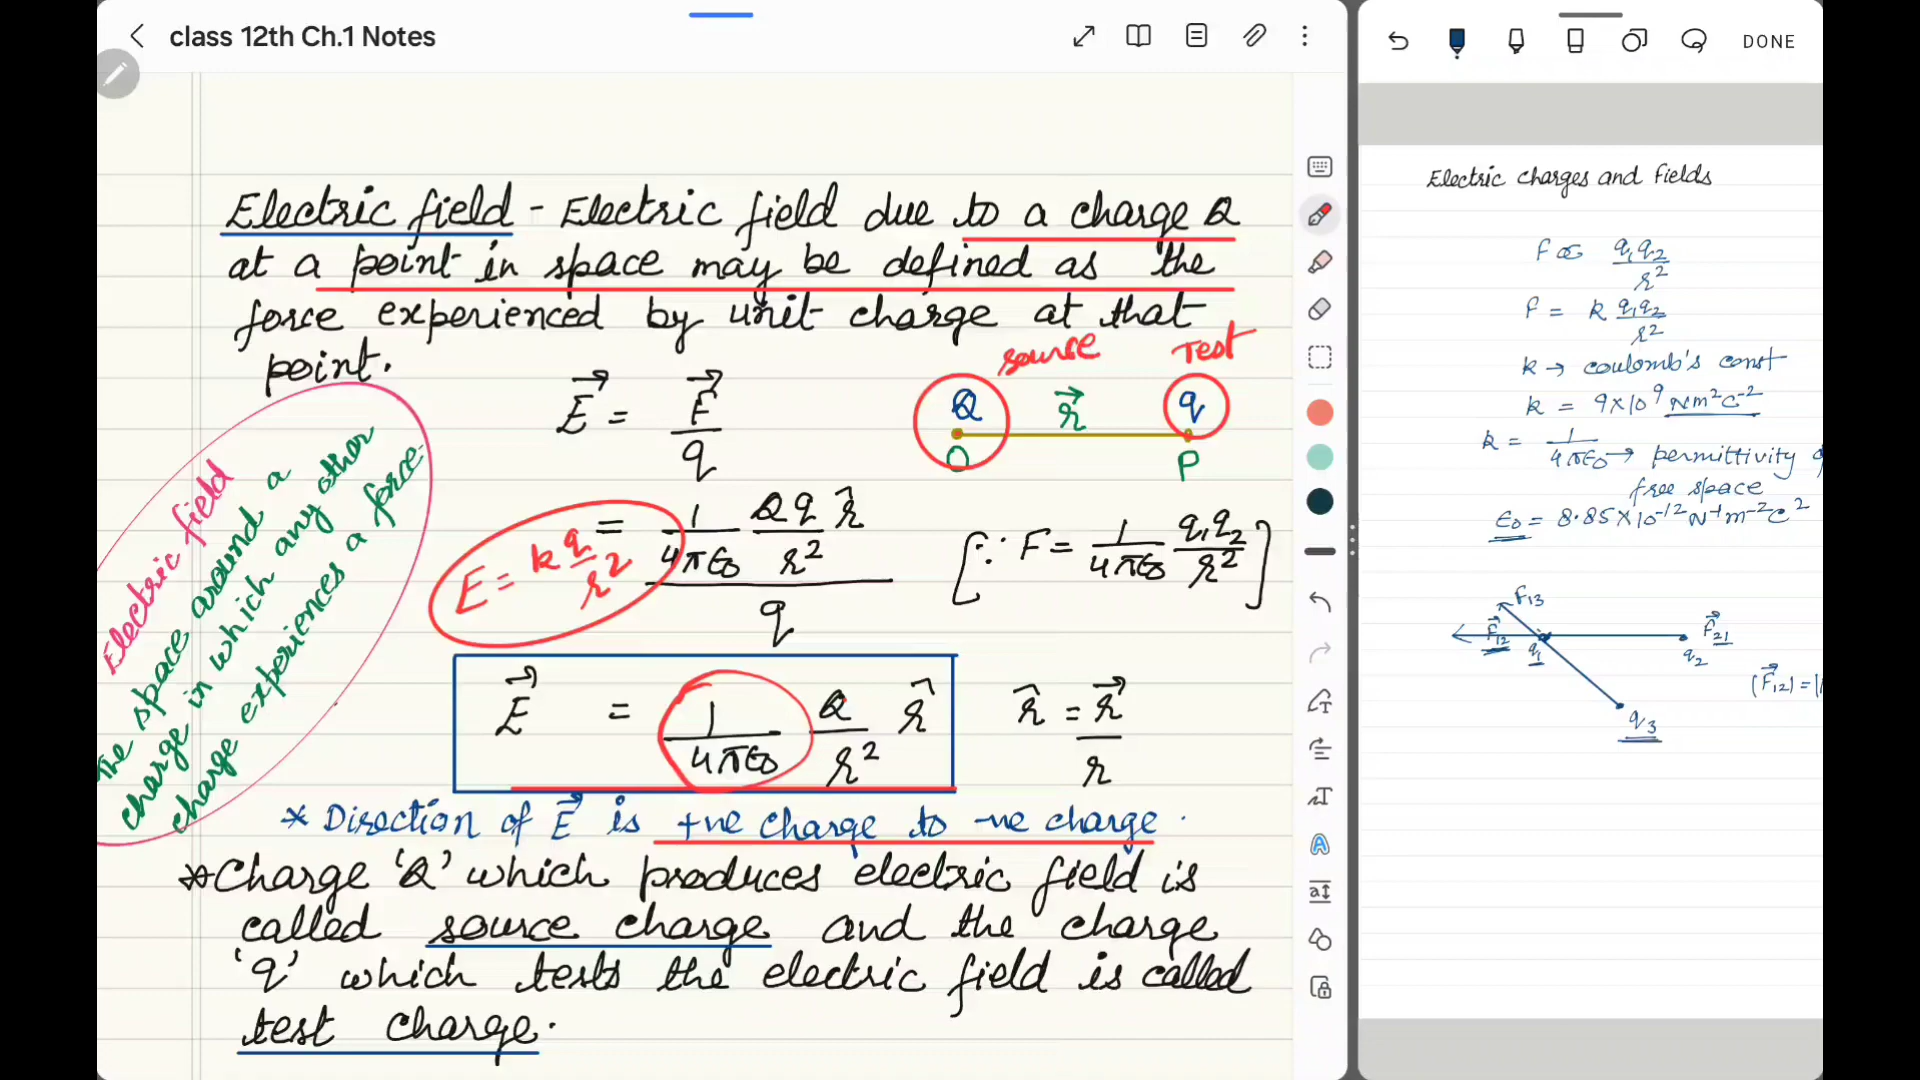 class 12th Ch.1 Notes
Electric field - Electric field due to a charge Q
at a point in space may be defined as the
force experienced by unit charge at that
point.
source Test
E⃗ = F⃗/q
Q r⃗ q
O P
= 1/4πε0 Qq/r² r̂ / q
[∵ F = 1/4πε0 q1q2/r²]
E = k q/r²
E⃗ = 1/4πε0 Q/r² r̂
r̂ = r⃗/r
* Direction of E⃗ is +ve charge to -ve charge.
*Charge 'Q' which produces electric field is
called source charge and the charge
'q' which tests the electric field is called
test charge.
Electric field
The space around a
charge in which any other
charge experiences a force.
DONE
Electric charges and fields
F ∝ q1q2/r²
F = k q1q2/r²
k → coulomb's const
k = 9×10⁹ Nm²C⁻²
k = 1/4πε0 → permittivity
free space
ε0 = 8.85×10⁻¹² N⁻¹m⁻²C²
F13
F⃗12 q1 q2 F⃗21
|F⃗12| =
q3